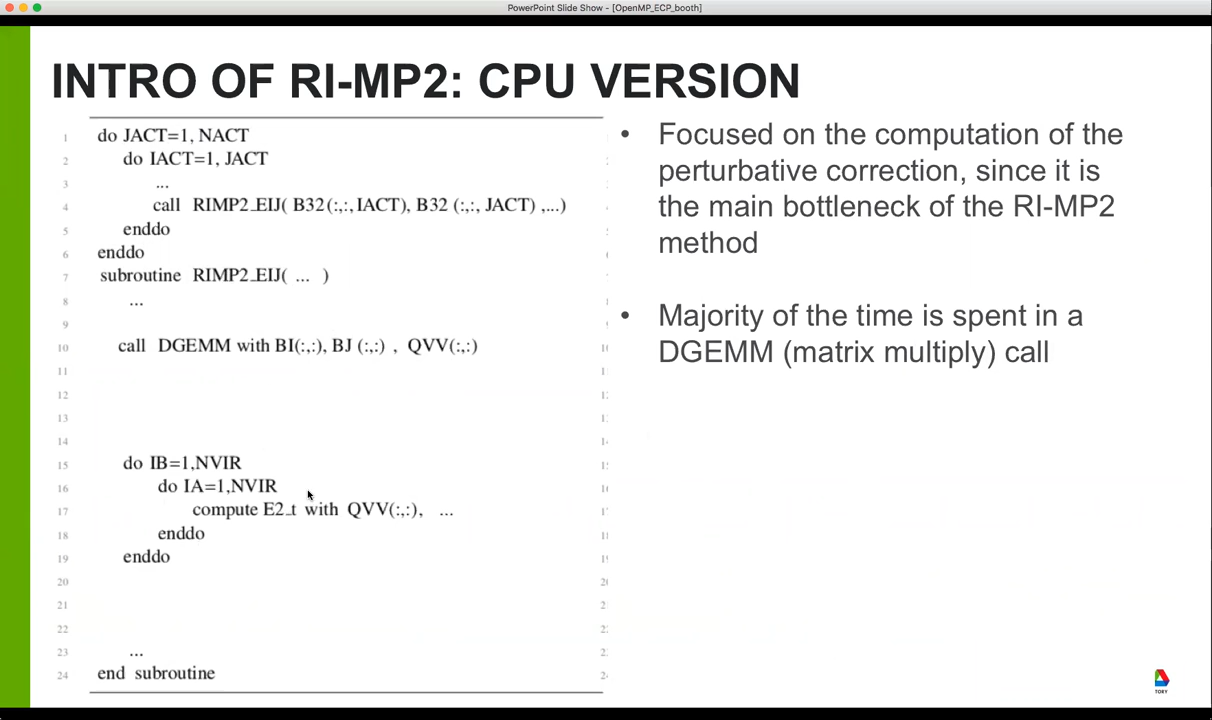 PowerPoint Slide Show - [OpenMP_ECP_booth]
INTRO OF RI-MP2: CPU VERSION
1 do JACT=1, NACT
2 do IACT=1, JACT
3 ...
4 call RIMP2_EIJ( B32(:,:,IACT), B32 (:,:, JACT) ,...)
5 enddo
6 enddo
7 subroutine RIMP2_EIJ( ... )
8 ...
9
10 call DGEMM with BI(:,:), BJ (:,:) , QVV(:,:)
11
12
13
14
15 do IB=1,NVIR
16 do IA=1,NVIR
17 compute E2_t with QVV(:,:), ...
18 enddo
19 enddo
20
21
22
23 ...
24 end subroutine
• Focused on the computation of the
perturbative correction, since it is
the main bottleneck of the RI-MP2
method
• Majority of the time is spent in a
DGEMM (matrix multiply) call
TORY